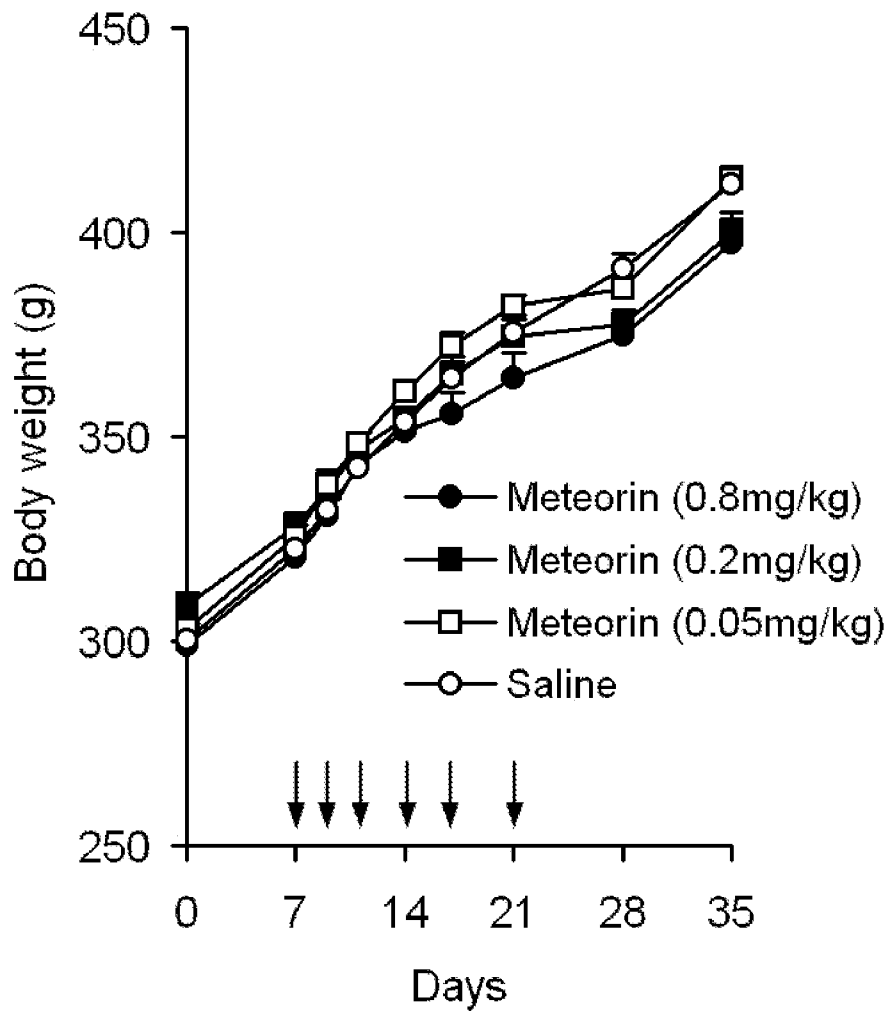 450
400
350
300
250
Body weight (g)
Meteorin (0.8mg/kg)
Meteorin (0.2mg/kg)
Meteorin (0.05mg/kg)
Saline
0 7 14 21 28 35
Days